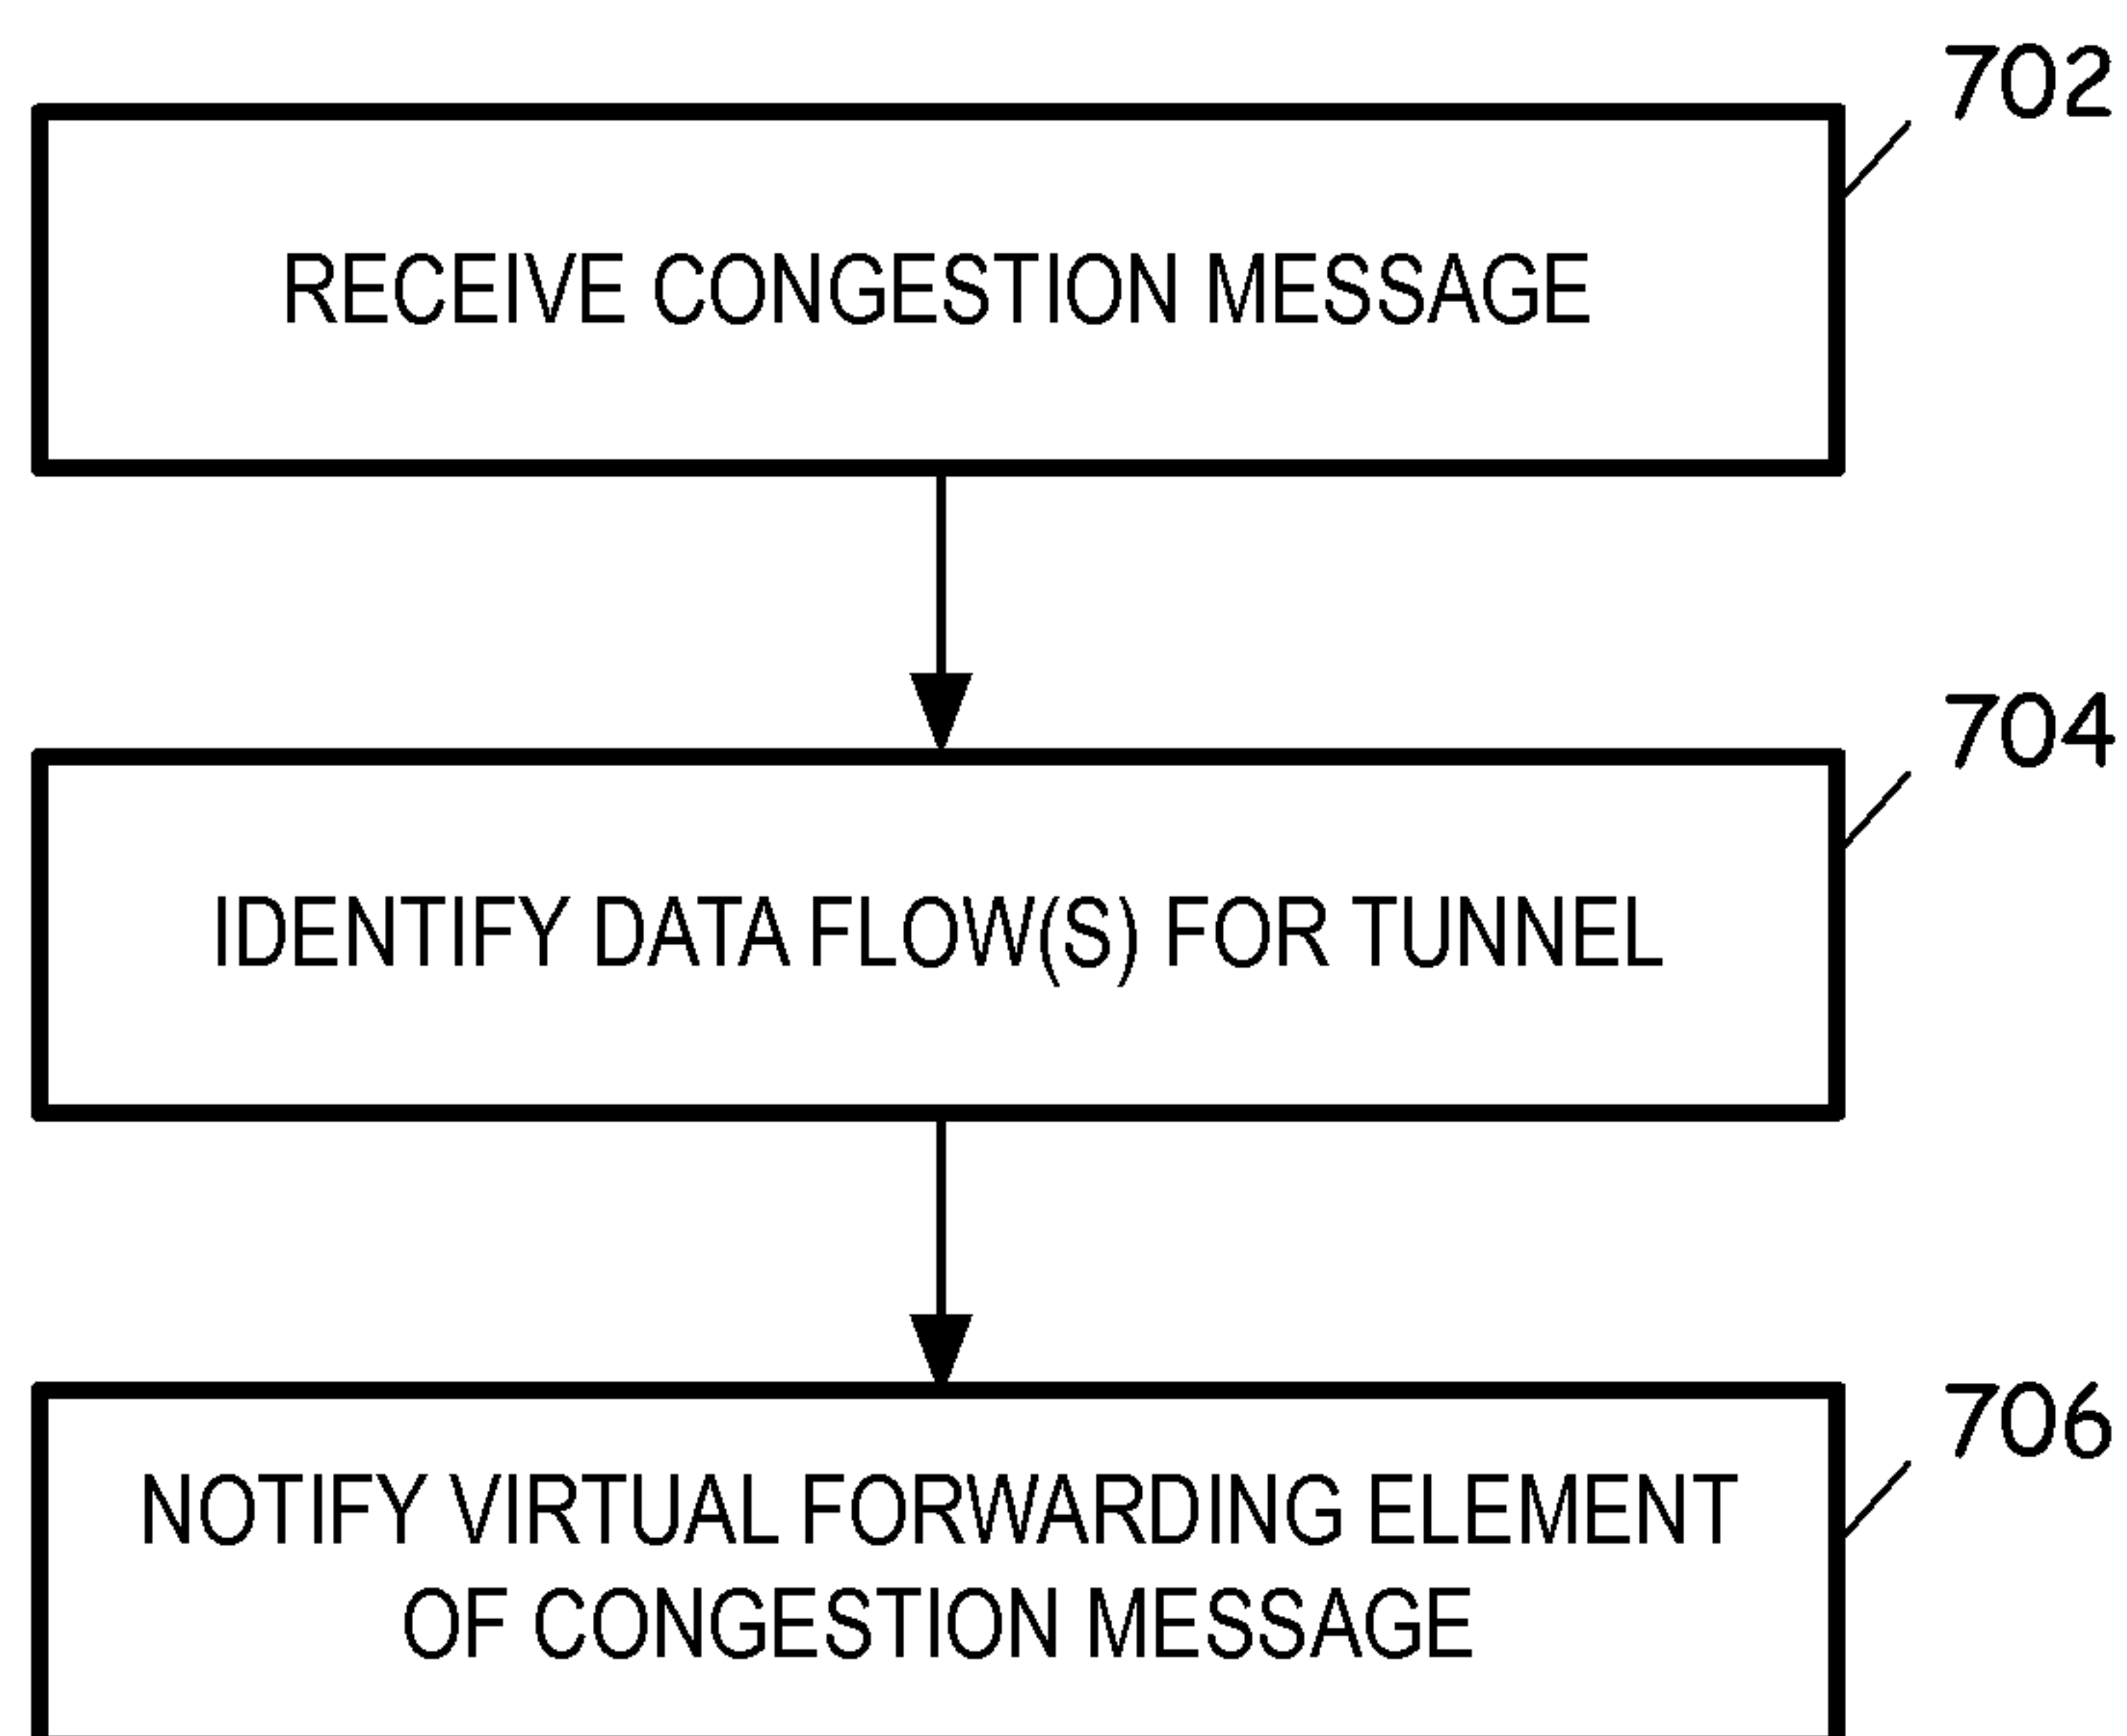 702
RECEIVE CONGESTION MESSAGE
704
IDENTIFY DATA FLOW(S) FOR TUNNEL
706
NOTIFY VIRTUAL FORWARDING ELEMENT
OF CONGESTION MESSAGE